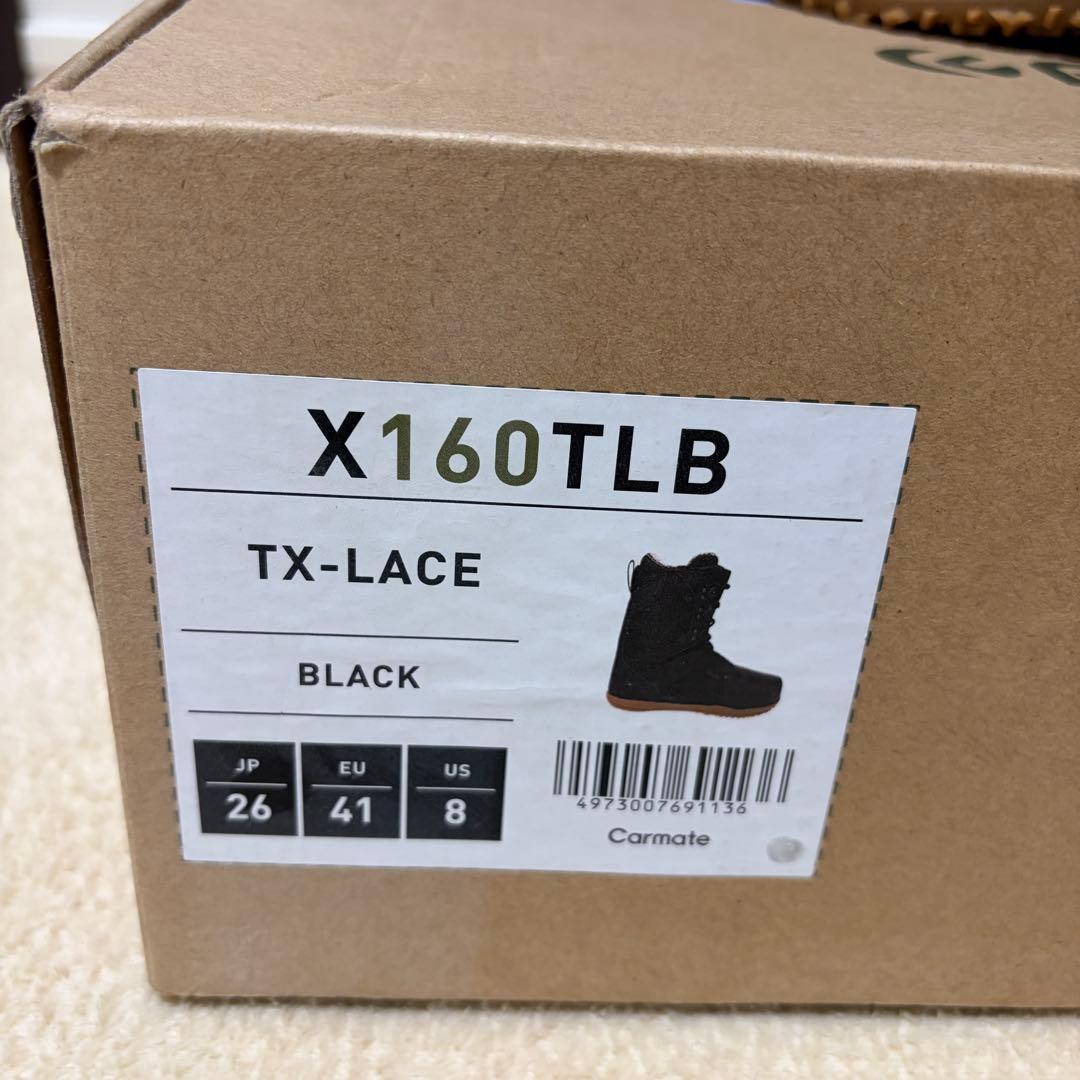 X160TLB
TX-LACE
BLACK
JP EU US
26 41 8
4973007691136
Carmate